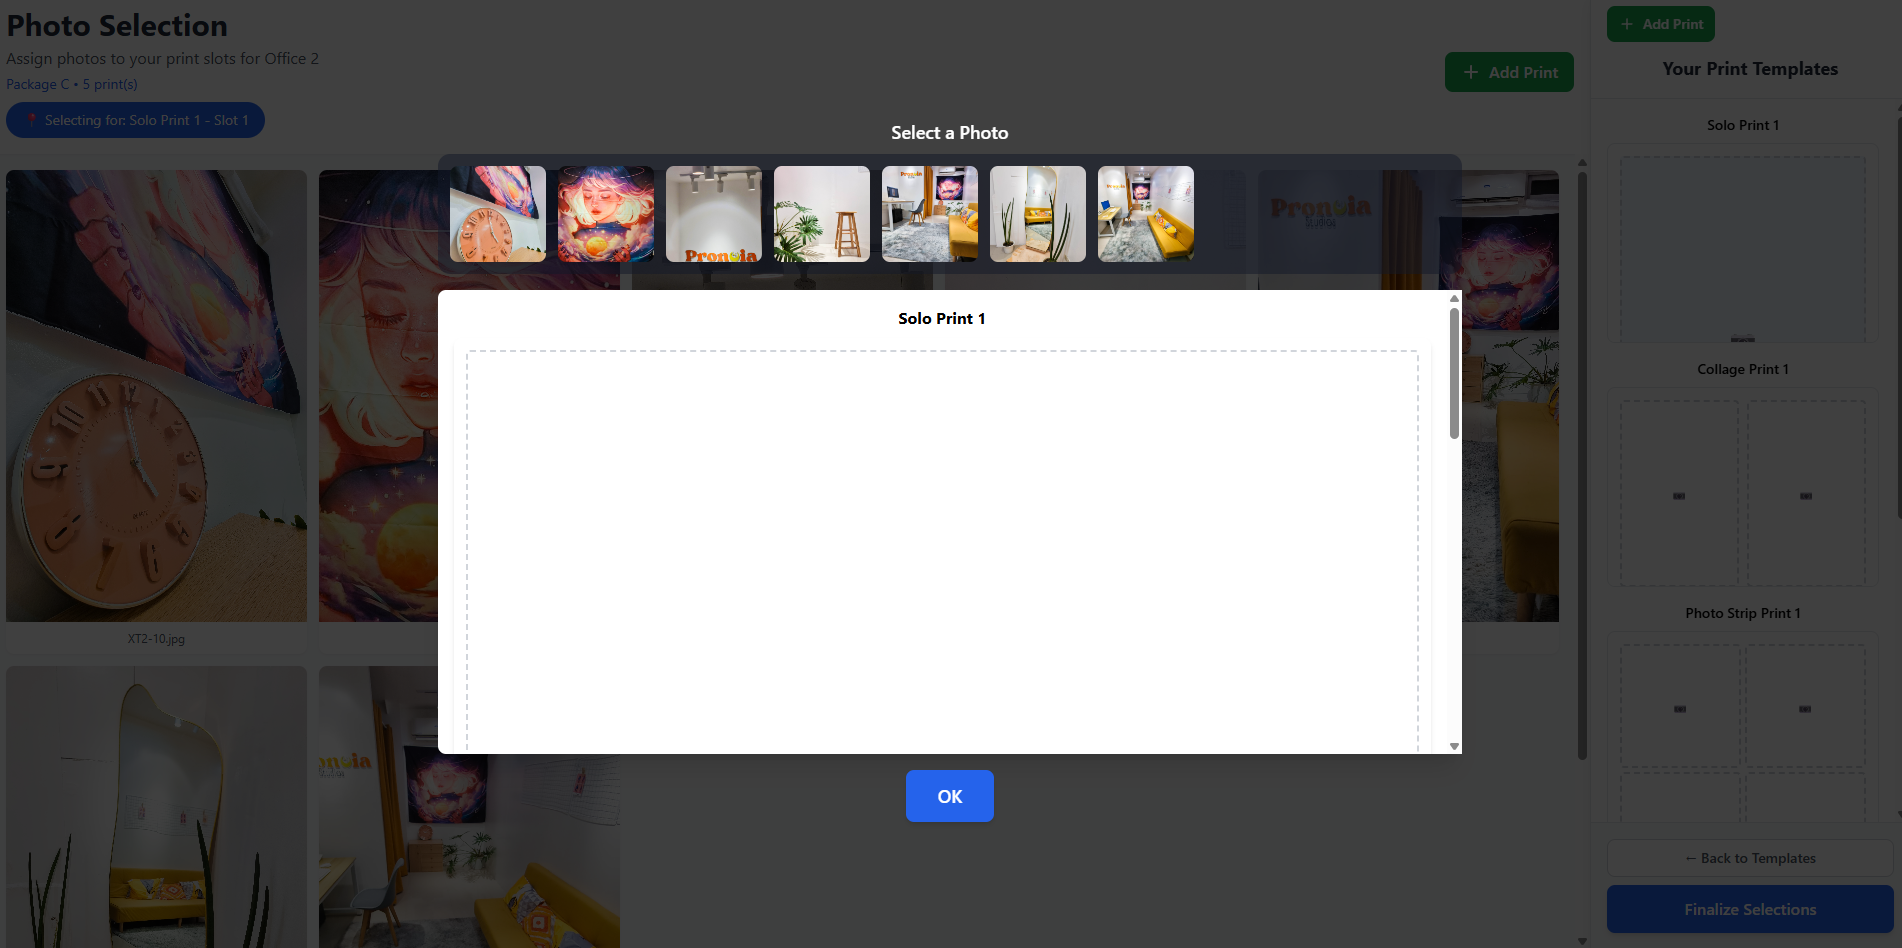 Photo Selection
Assign photos to your print slots for Office 2
Package C • 5 print(s)
📍 Selecting for: Solo Print 1 - Slot 1
+ Add Print
Select a Photo
Pronoia
Pronoia
Solo Print 1
OK
XT2-10.jpg
+ Add Print
Your Print Templates
Solo Print 1
Collage Print 1
Photo Strip Print 1
← Back to Templates
Finalize Selections